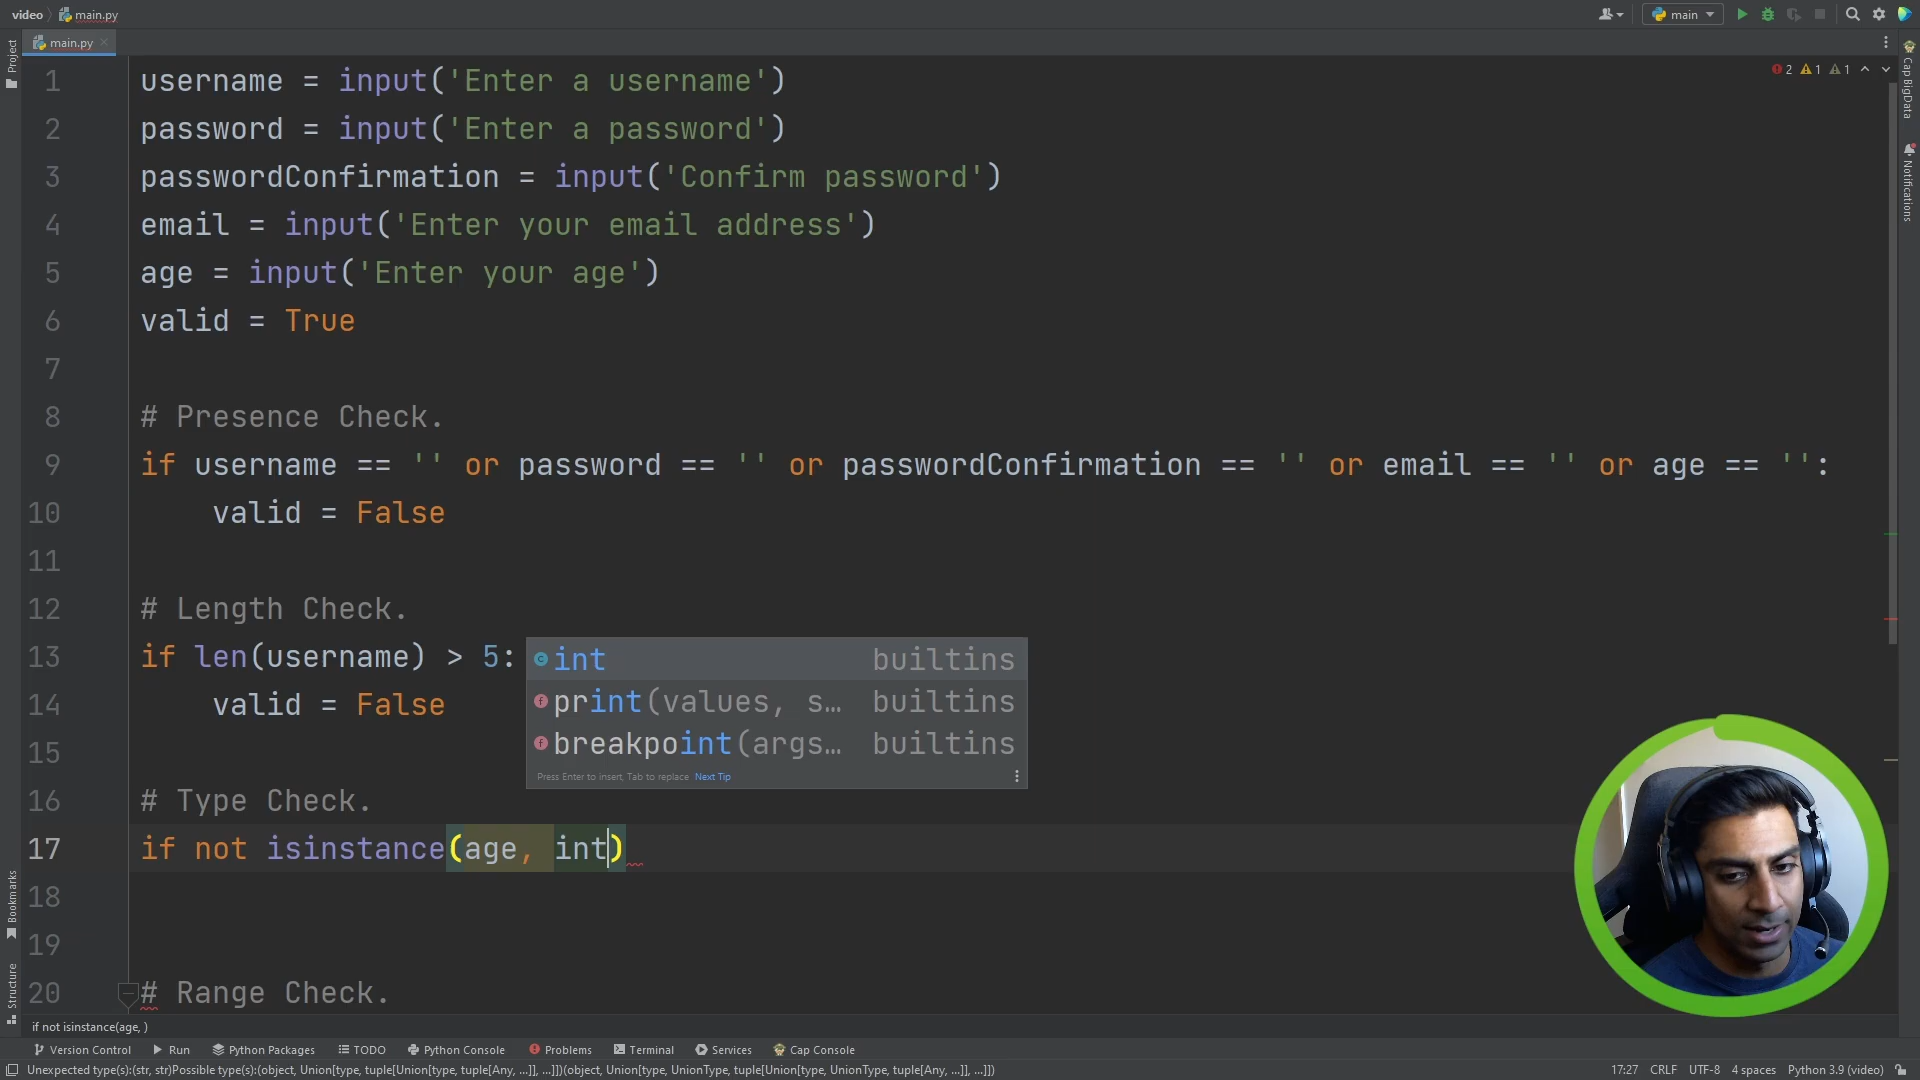 video main.py
main
main.py
2 1 1
Project
1 username = input('Enter a username')
2 password = input('Enter a password')
3 passwordConfirmation = input('Confirm password')
4 email = input('Enter your email address')
5 age = input('Enter your age')
6 valid = True
7
8 # Presence Check.
9 if username == '' or password == '' or passwordConfirmation == '' or email == '' or age == '':
10 valid = False
11
12 # Length Check.
13 if len(username) > 5:
14 valid = False
15
16 # Type Check.
17 if not isinstance(age, int)
18
19
20 # Range Check.
int builtins
print(values, s… builtins
breakpoint(args… builtins
Press Enter to insert, Tab to replace Next Tip
Cap BigData
Notifications
Bookmarks
Structure
if not isinstance(age, )
Version Control Run Python Packages TODO Python Console Problems Terminal Services Cap Console
Unexpected type(s):(str, str)Possible type(s):(object, Union[type, tuple[Union[type, tuple[Any, ...]], ...]])(object, Union[type, UnionType, tuple[Union[type, UnionType, tuple[Any, ...]], ...]])
17:27 CRLF UTF-8 4 spaces Python 3.9 (video)